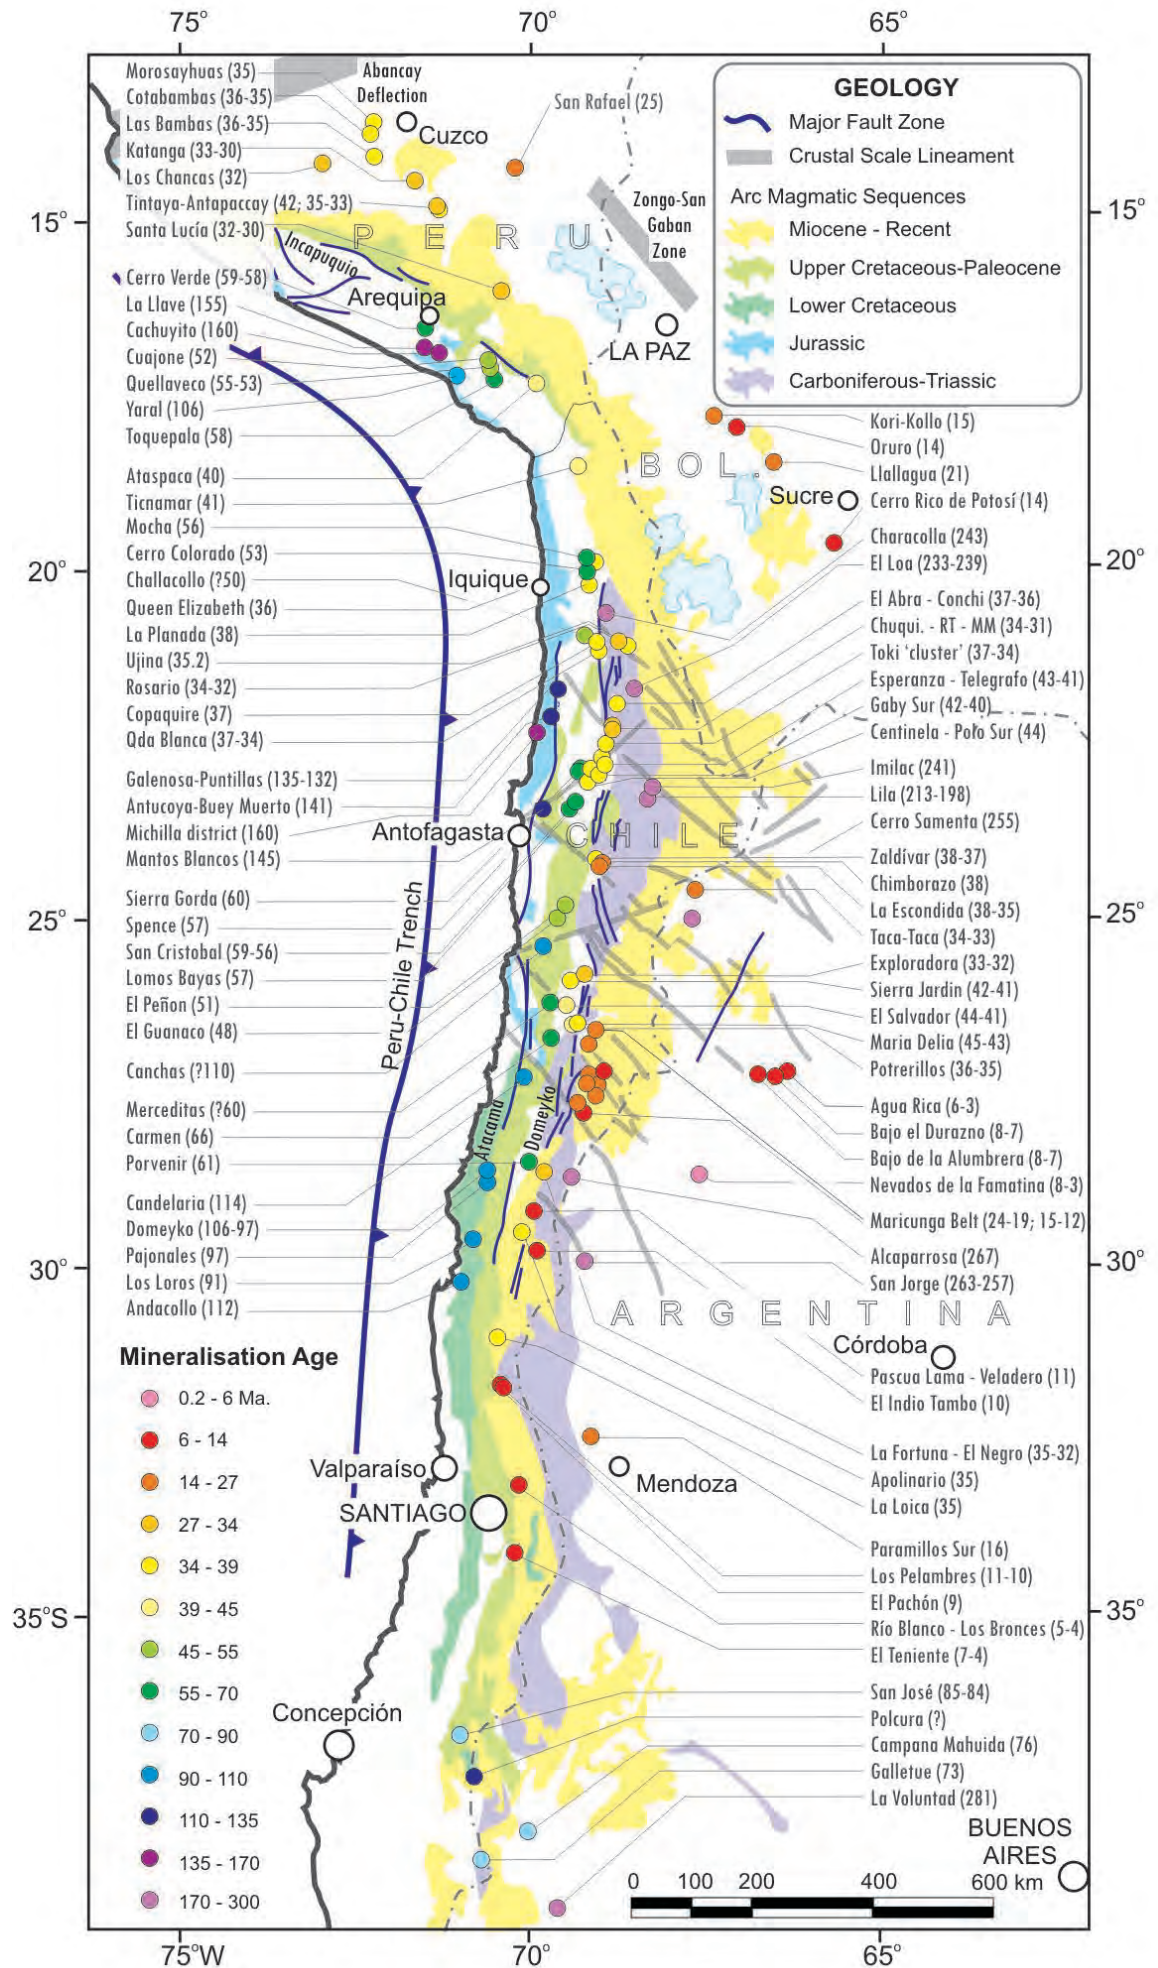 75° 70° 65°
Morosayhuas (35)
Cotabambas (36-35)
Las Bambas (36-35)
Katanga (33-30)
Los Chancas (32)
Tintaya-Antapaccay (42; 35-33)
Santa Lucía (32-30)
Cerro Verde (59-58)
La Llave (155)
Cachuyito (160)
Cuajone (52)
Quellaveco (55-53)
Yaral (106)
Toquepala (58)
Ataspaca (40)
Ticnamar (41)
Mocha (56)
Cerro Colorado (53)
Challacollo (?50)
Queen Elizabeth (36)
La Planada (38)
Ujina (35.2)
Rosario (34-32)
Copaquire (37)
Qda Blanca (37-34)
Galenosa-Puntillas (135-132)
Antucoya-Buey Muerto (141)
Michilla district (160)
Mantos Blancos (145)
Sierra Gorda (60)
Spence (57)
San Cristobal (59-56)
Lomos Bayas (57)
El Peñon (51)
El Guanaco (48)
Canchas (?110)
Merceditas (?60)
Carmen (66)
Porvenir (61)
Candelaria (114)
Domeyko (106-97)
Pajonales (97)
Los Loros (91)
Andacollo (112)
Abancay
Deflection
Cuzco
San Rafael (25)
Zongo-San
Gaban
Zone
PERU
Incapuquio
Arequipa
LA PAZ
BOL.
Sucre
Iquique
Antofagasta
CHILE
Peru-Chile Trench
Atacama
Domeyko
ARGENTINA
Córdoba
Valparaíso
SANTIAGO
Mendoza
Concepción
BUENOS
AIRES
GEOLOGY
Major Fault Zone
Crustal Scale Lineament
Arc Magmatic Sequences
Miocene - Recent
Upper Cretaceous-Paleocene
Lower Cretaceous
Jurassic
Carboniferous-Triassic
Kori-Kollo (15)
Oruro (14)
Llallagua (21)
Cerro Rico de Potosí (14)
Characolla (243)
El Loa (233-239)
El Abra - Conchi (37-36)
Chuqui. - RT - MM (34-31)
Toki ‘cluster’ (37-34)
Esperanza - Telegrafo (43-41)
Gaby Sur (42-40)
Centinela - Polo Sur (44)
Imilac (241)
Lila (213-198)
Cerro Samenta (255)
Zaldívar (38-37)
Chimborazo (38)
La Escondida (38-35)
Taca-Taca (34-33)
Exploradora (33-32)
Sierra Jardin (42-41)
El Salvador (44-41)
Maria Delia (45-43)
Potrerillos (36-35)
Agua Rica (6-3)
Bajo el Durazno (8-7)
Bajo de la Alumbrera (8-7)
Nevados de la Famatina (8-3)
Maricunga Belt (24-19; 15-12)
Alcaparrosa (267)
San Jorge (263-257)
Pascua Lama - Veladero (11)
El Indio Tambo (10)
La Fortuna - El Negro (35-32)
Apolinario (35)
La Loica (35)
Paramillos Sur (16)
Los Pelambres (11-10)
El Pachón (9)
Río Blanco - Los Bronces (5-4)
El Teniente (7-4)
San José (85-84)
Polcura (?)
Campana Mahuida (76)
Galletue (73)
La Voluntad (281)
Mineralisation Age
0.2 - 6 Ma.
6 - 14
14 - 27
27 - 34
34 - 39
39 - 45
45 - 55
55 - 70
70 - 90
90 - 110
110 - 135
135 - 170
170 - 300
15°
20°
25°
30°
35°S
15°
20°
25°
30°
35°
0 100 200 400 600 km
75°W 70° 65°